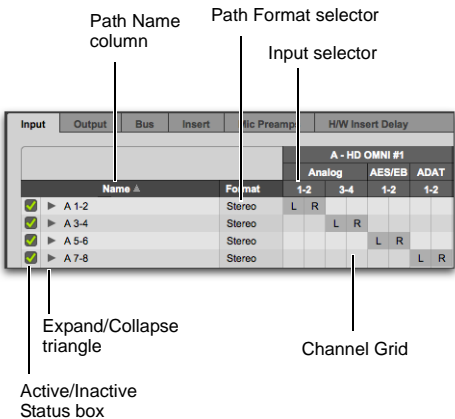 Path Name
column
Path Format selector
Input selector
Input Output Bus Insert Mic Preamps H/W Insert Delay
A - HD OMNI #1
Analog AES/EB ADAT
Name Format 1-2 3-4 1-2 1-2
A 1-2 Stereo L R
A 3-4 Stereo L R
A 5-6 Stereo L R
A 7-8 Stereo L R
Expand/Collapse
triangle
Channel Grid
Active/Inactive
Status box